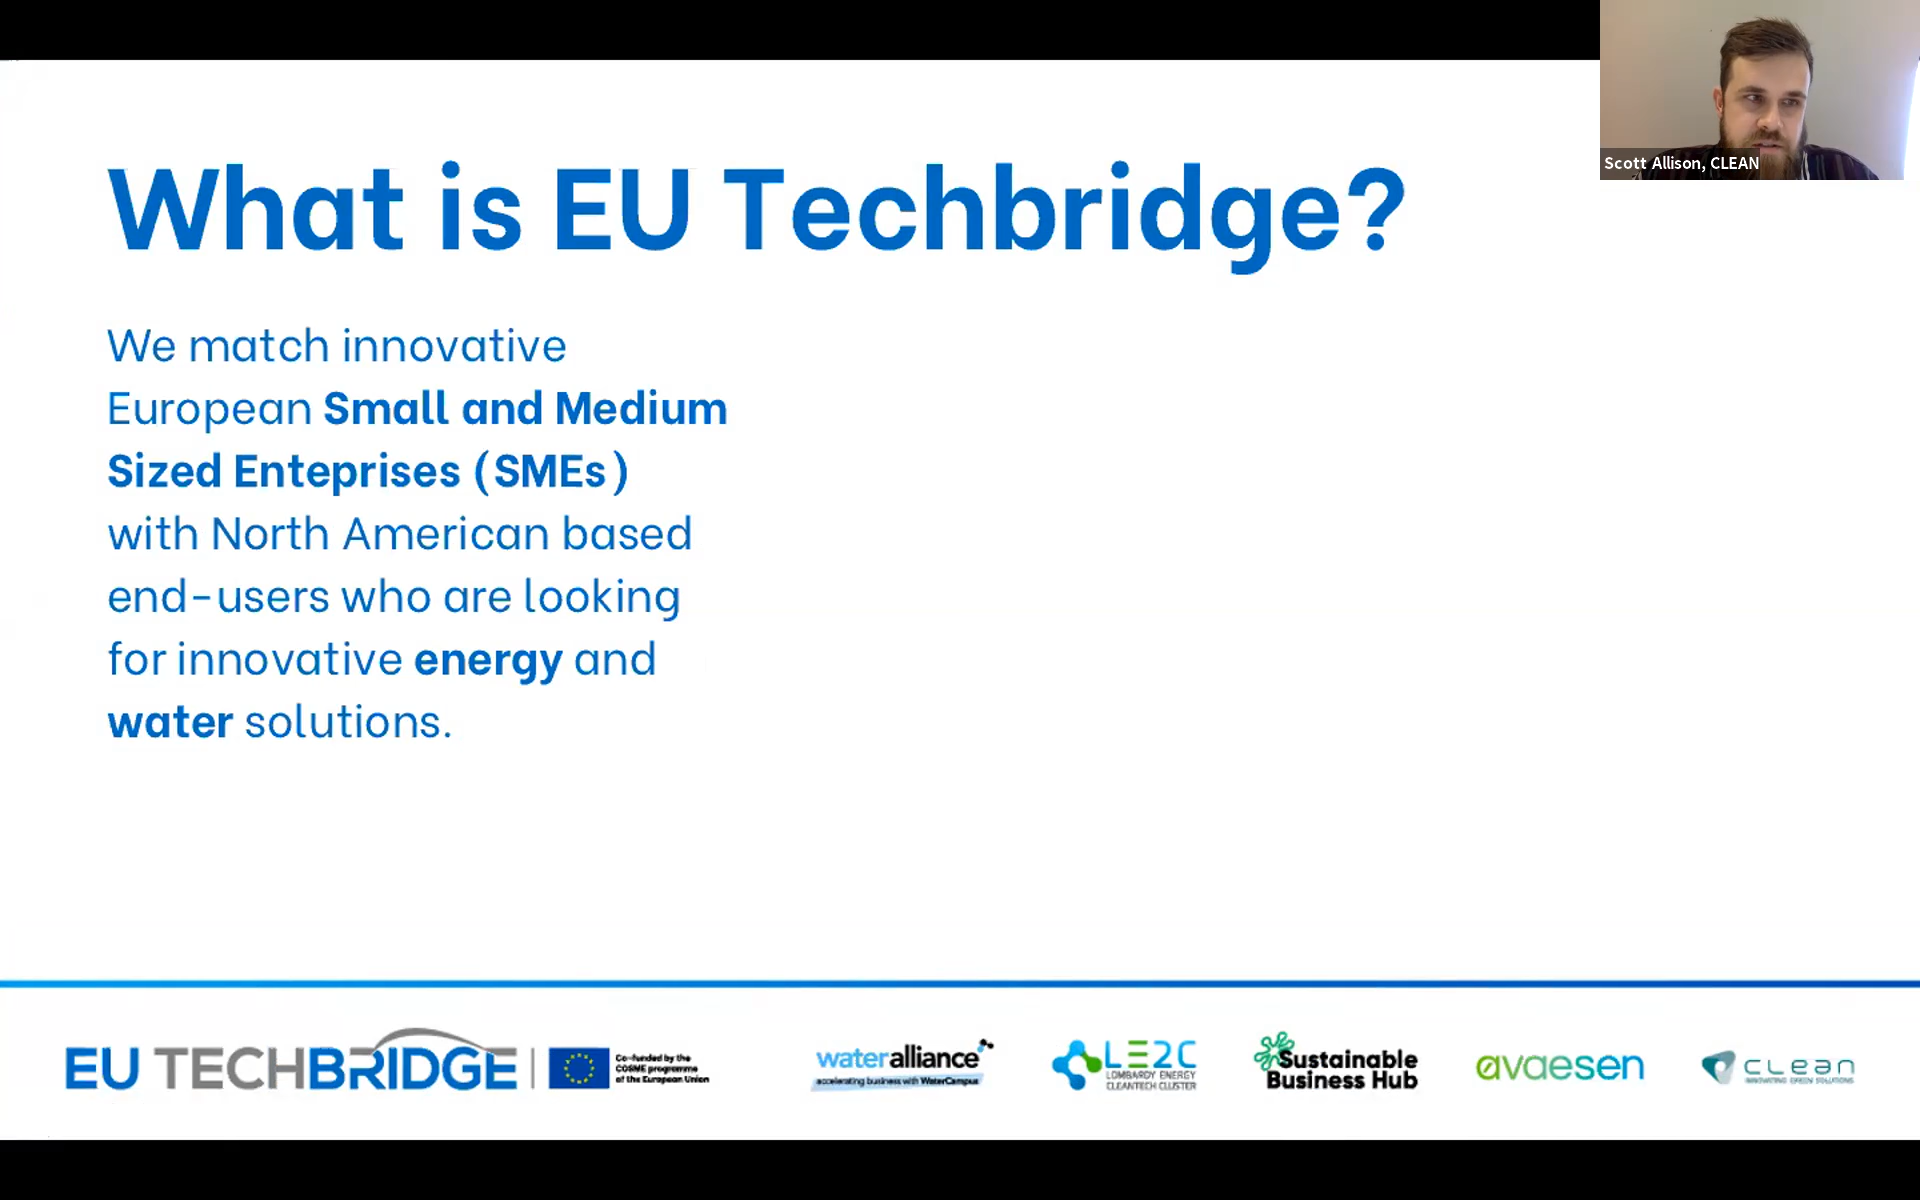 Scott Allison, CLEAN
What is EU Techbridge?
We match innovative
European Small and Medium
Sized Enteprises (SMEs)
with North American based
end-users who are looking
for innovative energy and
water solutions.
EU TECHBRIDGE
Co-funded by the
COSME programme
of the European Union
wateralliance
accelerating business with WaterCampus
LE2C
LOMBARDY ENERGY
CLEANTECH CLUSTER
Sustainable
Business Hub
avaesen
CLEAN
INNOVATING GREEN SOLUTIONS